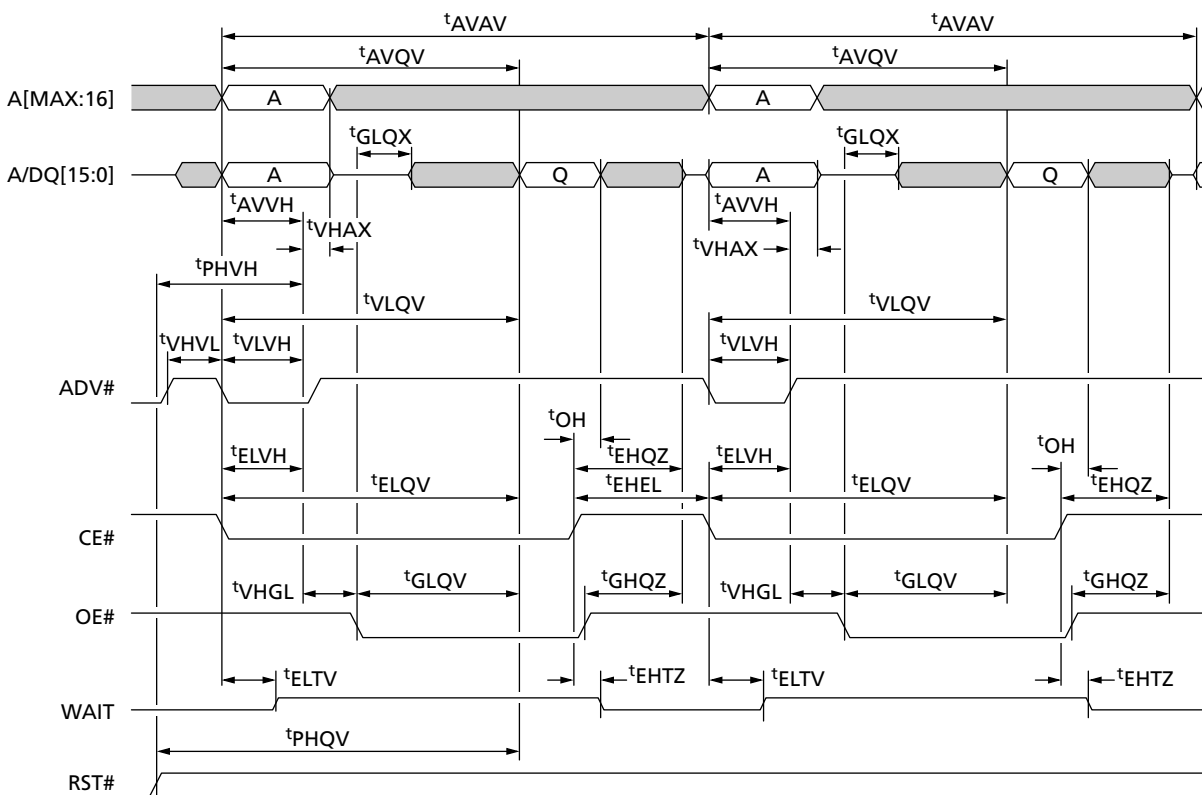 tAVAV tAVAV
tAVQV tAVQV
A[MAX:16] A A
tGLQX tGLQX
A/DQ[15:0] A Q A Q
tAVVH tAVVH
tVHAX tVHAX
tPHVH
tVLQV tVLQV
tVHVL tVLVH tVLVH
ADV#
tOH tOH
tELVH tEHQZ tELVH
tELQV tEHEL tELQV tEHQZ
CE#
tVHGL tGLQV tGHQZ tVHGL tGLQV tGHQZ
OE#
tELTV tEHTZ tELTV tEHTZ
WAIT
tPHQV
RST#